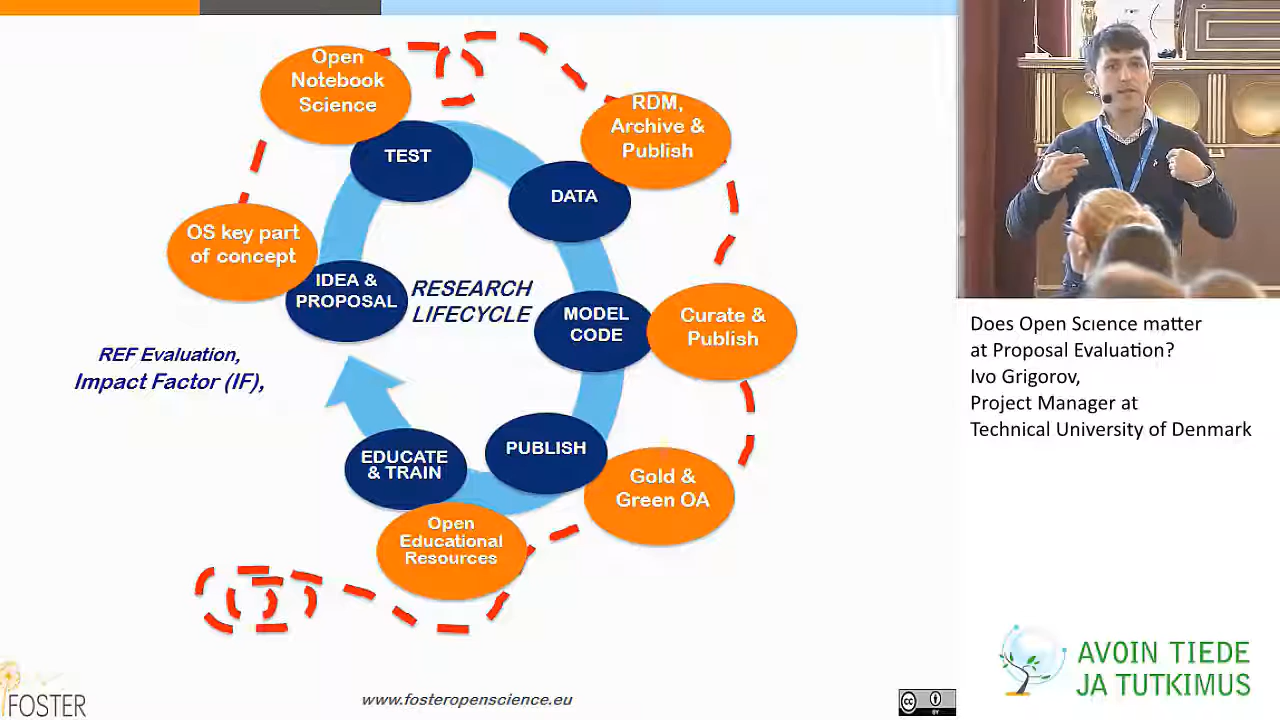 Open
Notebook
Science
RDM,
Archive &
Publish
TEST
DATA
OS key part
of concept
IDEA &
PROPOSAL
RESEARCH
LIFECYCLE
MODEL
CODE
Curate &
Publish
REF Evaluation,
Impact Factor (IF),
EDUCATE
& TRAIN
PUBLISH
Gold &
Green OA
Open
Educational
Resources
FOSTER
www.fosteropenscience.eu
cc
BY
Does Open Science matter
at Proposal Evaluation?
Ivo Grigorov,
Project Manager at
Technical University of Denmark
AVOIN TIEDE
JA TUTKIMUS